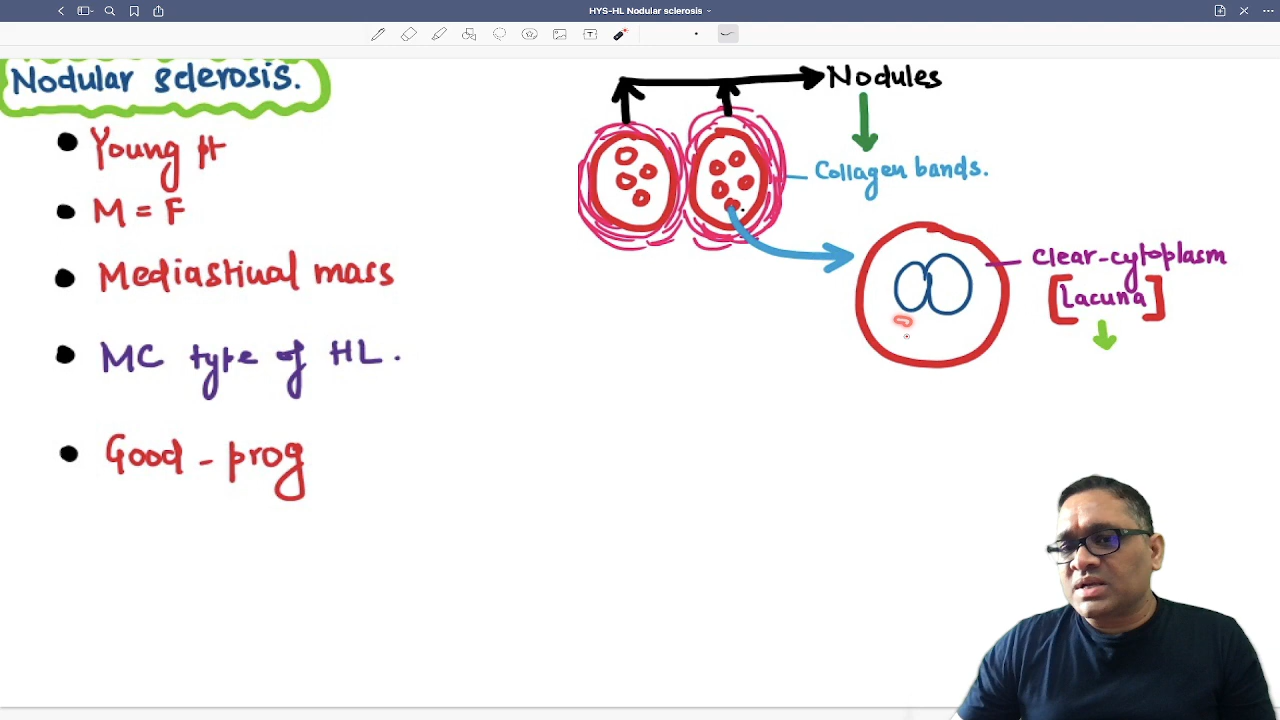 HYS-HL Nodular sclerosis
Nodular sclerosis.
Young pt
M = F
Mediastinal mass
MC type of HL.
Good - prog
Nodules
Collagen bands.
Clear-cytoplasm
[Lacuna]